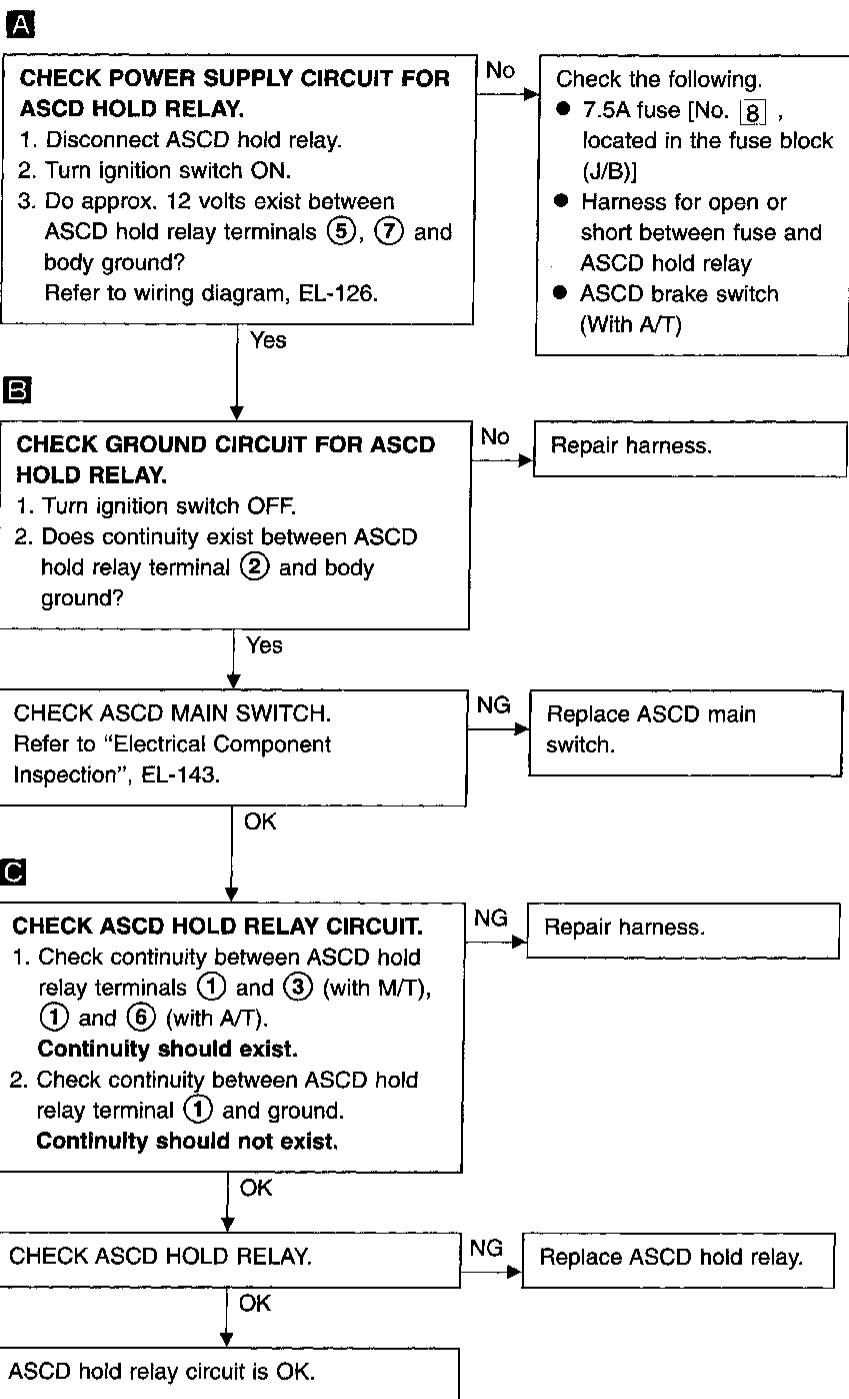 A
CHECK POWER SUPPLY CIRCUIT FOR
ASCD HOLD RELAY.
1. Disconnect ASCD hold relay.
2. Turn ignition switch ON.
3. Do approx. 12 volts exist between
ASCD hold relay terminals ⑤, ⑦ and
body ground?
Refer to wiring diagram, EL-126.
No
Check the following.
● 7.5A fuse [No. 8 ,
located in the fuse block
(J/B)]
● Harness for open or
short between fuse and
ASCD hold relay
● ASCD brake switch
(With A/T)
Yes
B
CHECK GROUND CIRCUIT FOR ASCD
HOLD RELAY.
1. Turn ignition switch OFF.
2. Does continuity exist between ASCD
hold relay terminal ② and body
ground?
No
Repair harness.
Yes
CHECK ASCD MAIN SWITCH.
Refer to “Electrical Component
Inspection”, EL-143.
NG
Replace ASCD main
switch.
OK
C
CHECK ASCD HOLD RELAY CIRCUIT.
1. Check continuity between ASCD hold
relay terminals ① and ③ (with M/T),
① and ⑥ (with A/T).
Continuity should exist.
2. Check continuity between ASCD hold
relay terminal ① and ground.
Continuity should not exist.
NG
Repair harness.
OK
CHECK ASCD HOLD RELAY.
NG
Replace ASCD hold relay.
OK
ASCD hold relay circuit is OK.